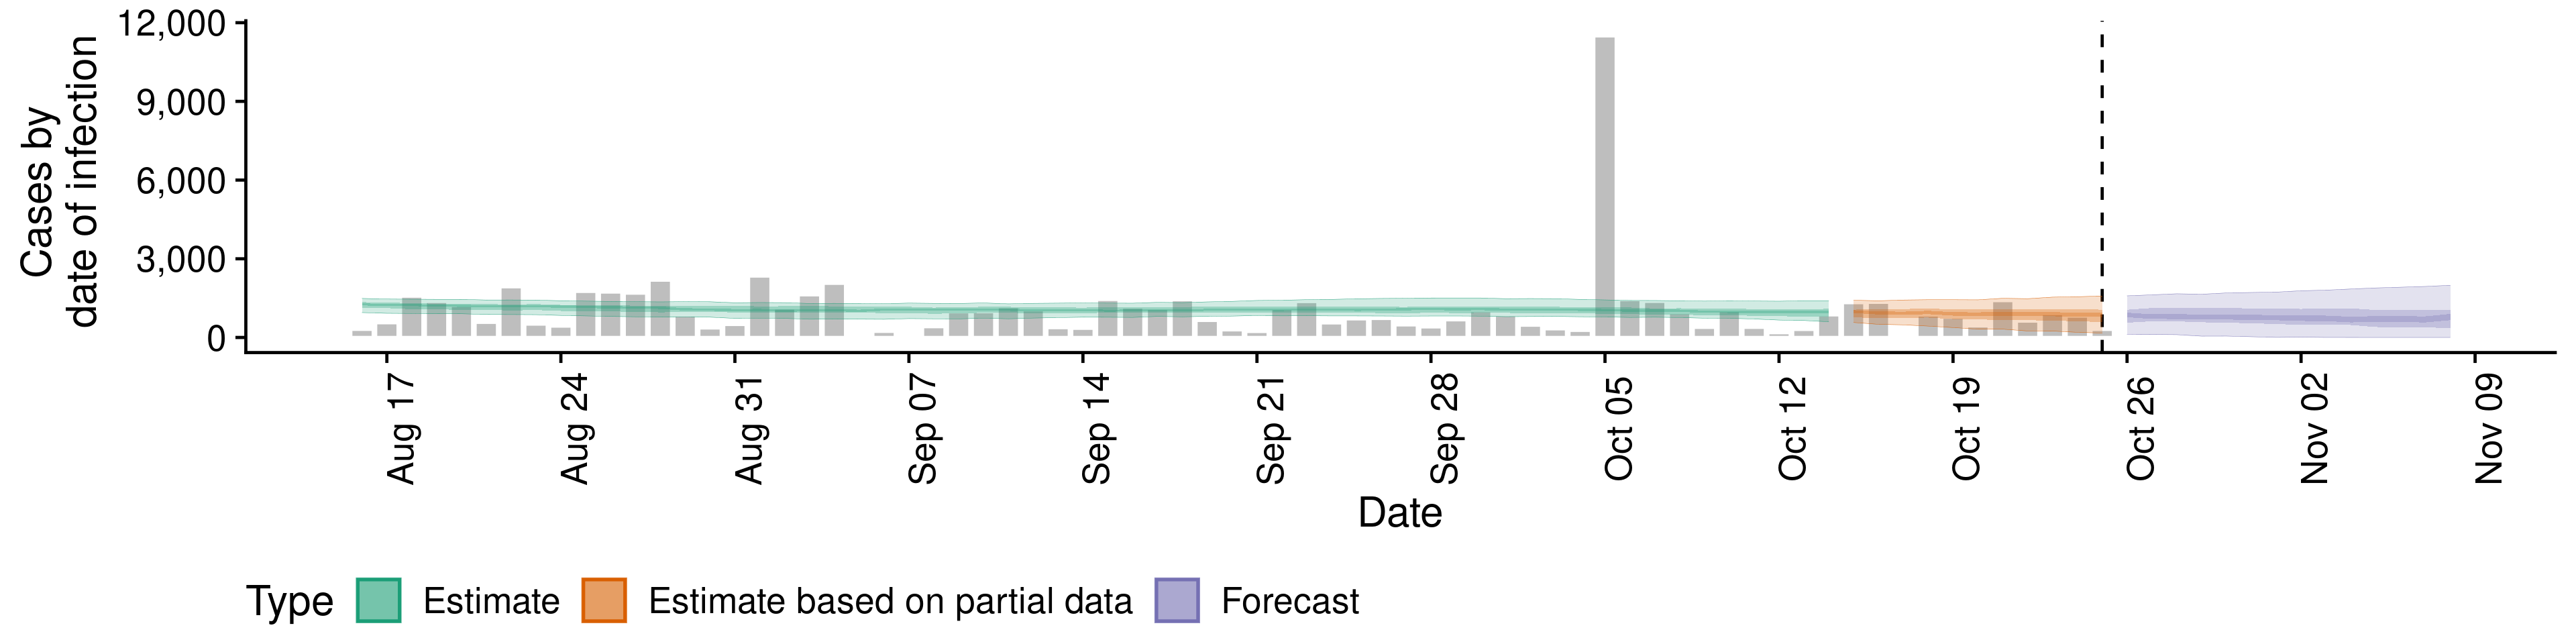 Cases by
date of infection
12,000
9,000
6,000
3,000
0
Aug 17
Aug 24
Aug 31
Sep 07
Sep 14
Sep 21
Sep 28
Oct 05
Oct 12
Oct 19
Oct 26
Nov 02
Nov 09
Date
Type Estimate Estimate based on partial data Forecast